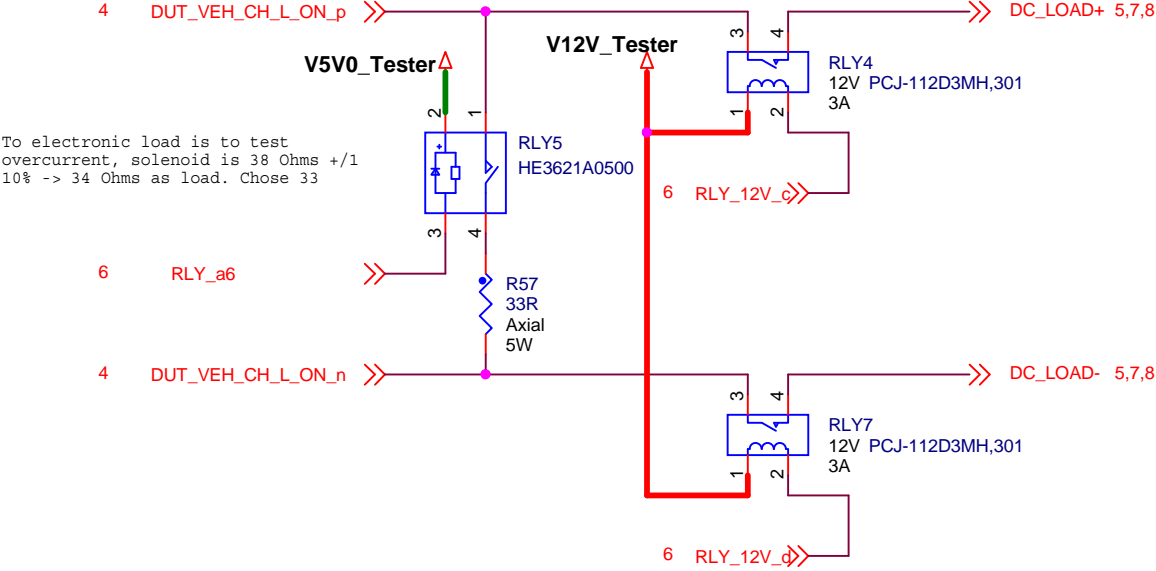 4 DUT_VEH_CH_L_ON_p
DC_LOAD+ 5,7,8
V12V_Tester
V5V0_Tester
3 4
RLY4
12V PCJ-112D3MH,301
3A
1 2
2 1
To electronic load is to test
overcurrent, solenoid is 38 Ohms +/1
10% -> 34 Ohms as load. Chose 33
RLY5
HE3621A0500
+
6 RLY_12V_c
3 4
6 RLY_a6
R57
33R
Axial
5W
4 DUT_VEH_CH_L_ON_n
DC_LOAD- 5,7,8
3 4
RLY7
12V PCJ-112D3MH,301
3A
1 2
6 RLY_12V_d